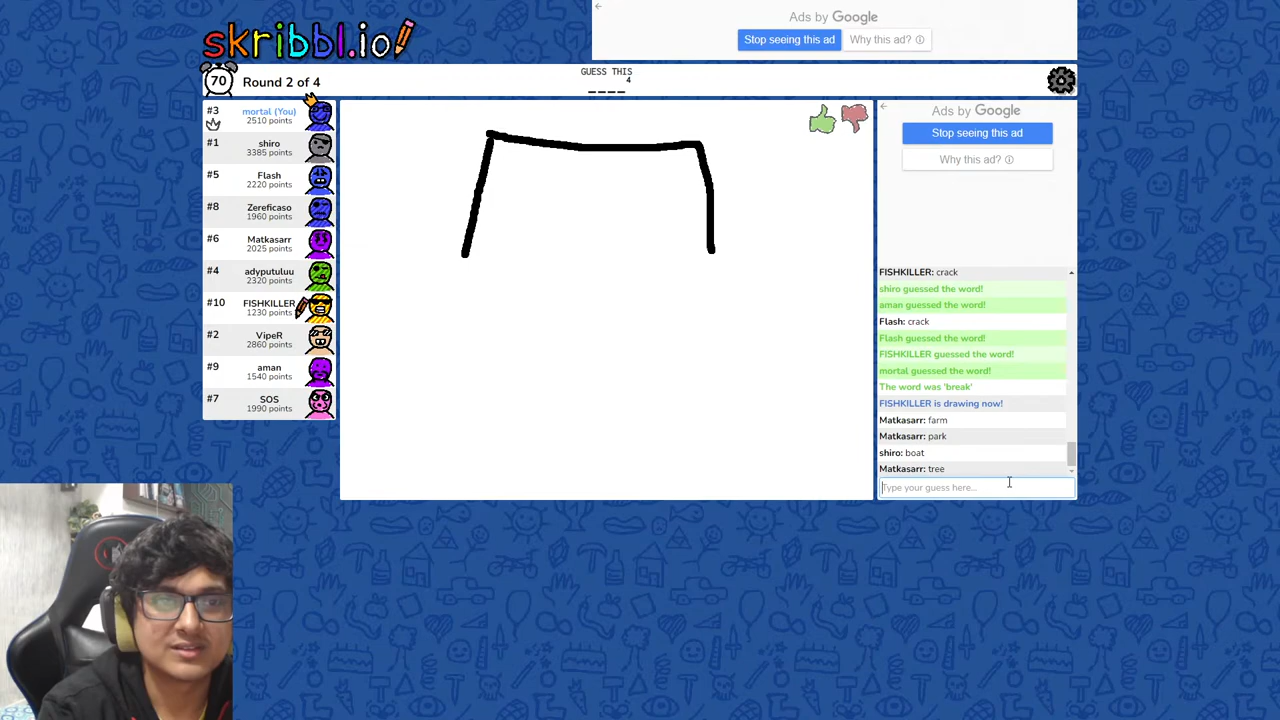 Ads by Google
Stop seeing this ad
Why this ad?
skribbl.io
70
Round 2 of 4
GUESS THIS
4
_ _ _ _
#3
mortal (You)
2510 points
#1
shiro
3385 points
#5
Flash
2220 points
#8
Zereficaso
1960 points
#6
Matkasarr
2025 points
#4
adyputuluu
2320 points
#10
FISHKILLER
1230 points
#2
VipeR
2860 points
#9
aman
1540 points
#7
SOS
1990 points
Ads by Google
Stop seeing this ad
Why this ad?
FISHKILLER: crack
shiro guessed the word!
aman guessed the word!
Flash: crack
Flash guessed the word!
FISHKILLER guessed the word!
mortal guessed the word!
The word was 'break'
FISHKILLER is drawing now!
Matkasarr: farm
Matkasarr: park
shiro: boat
Matkasarr: tree
Type your guess here...